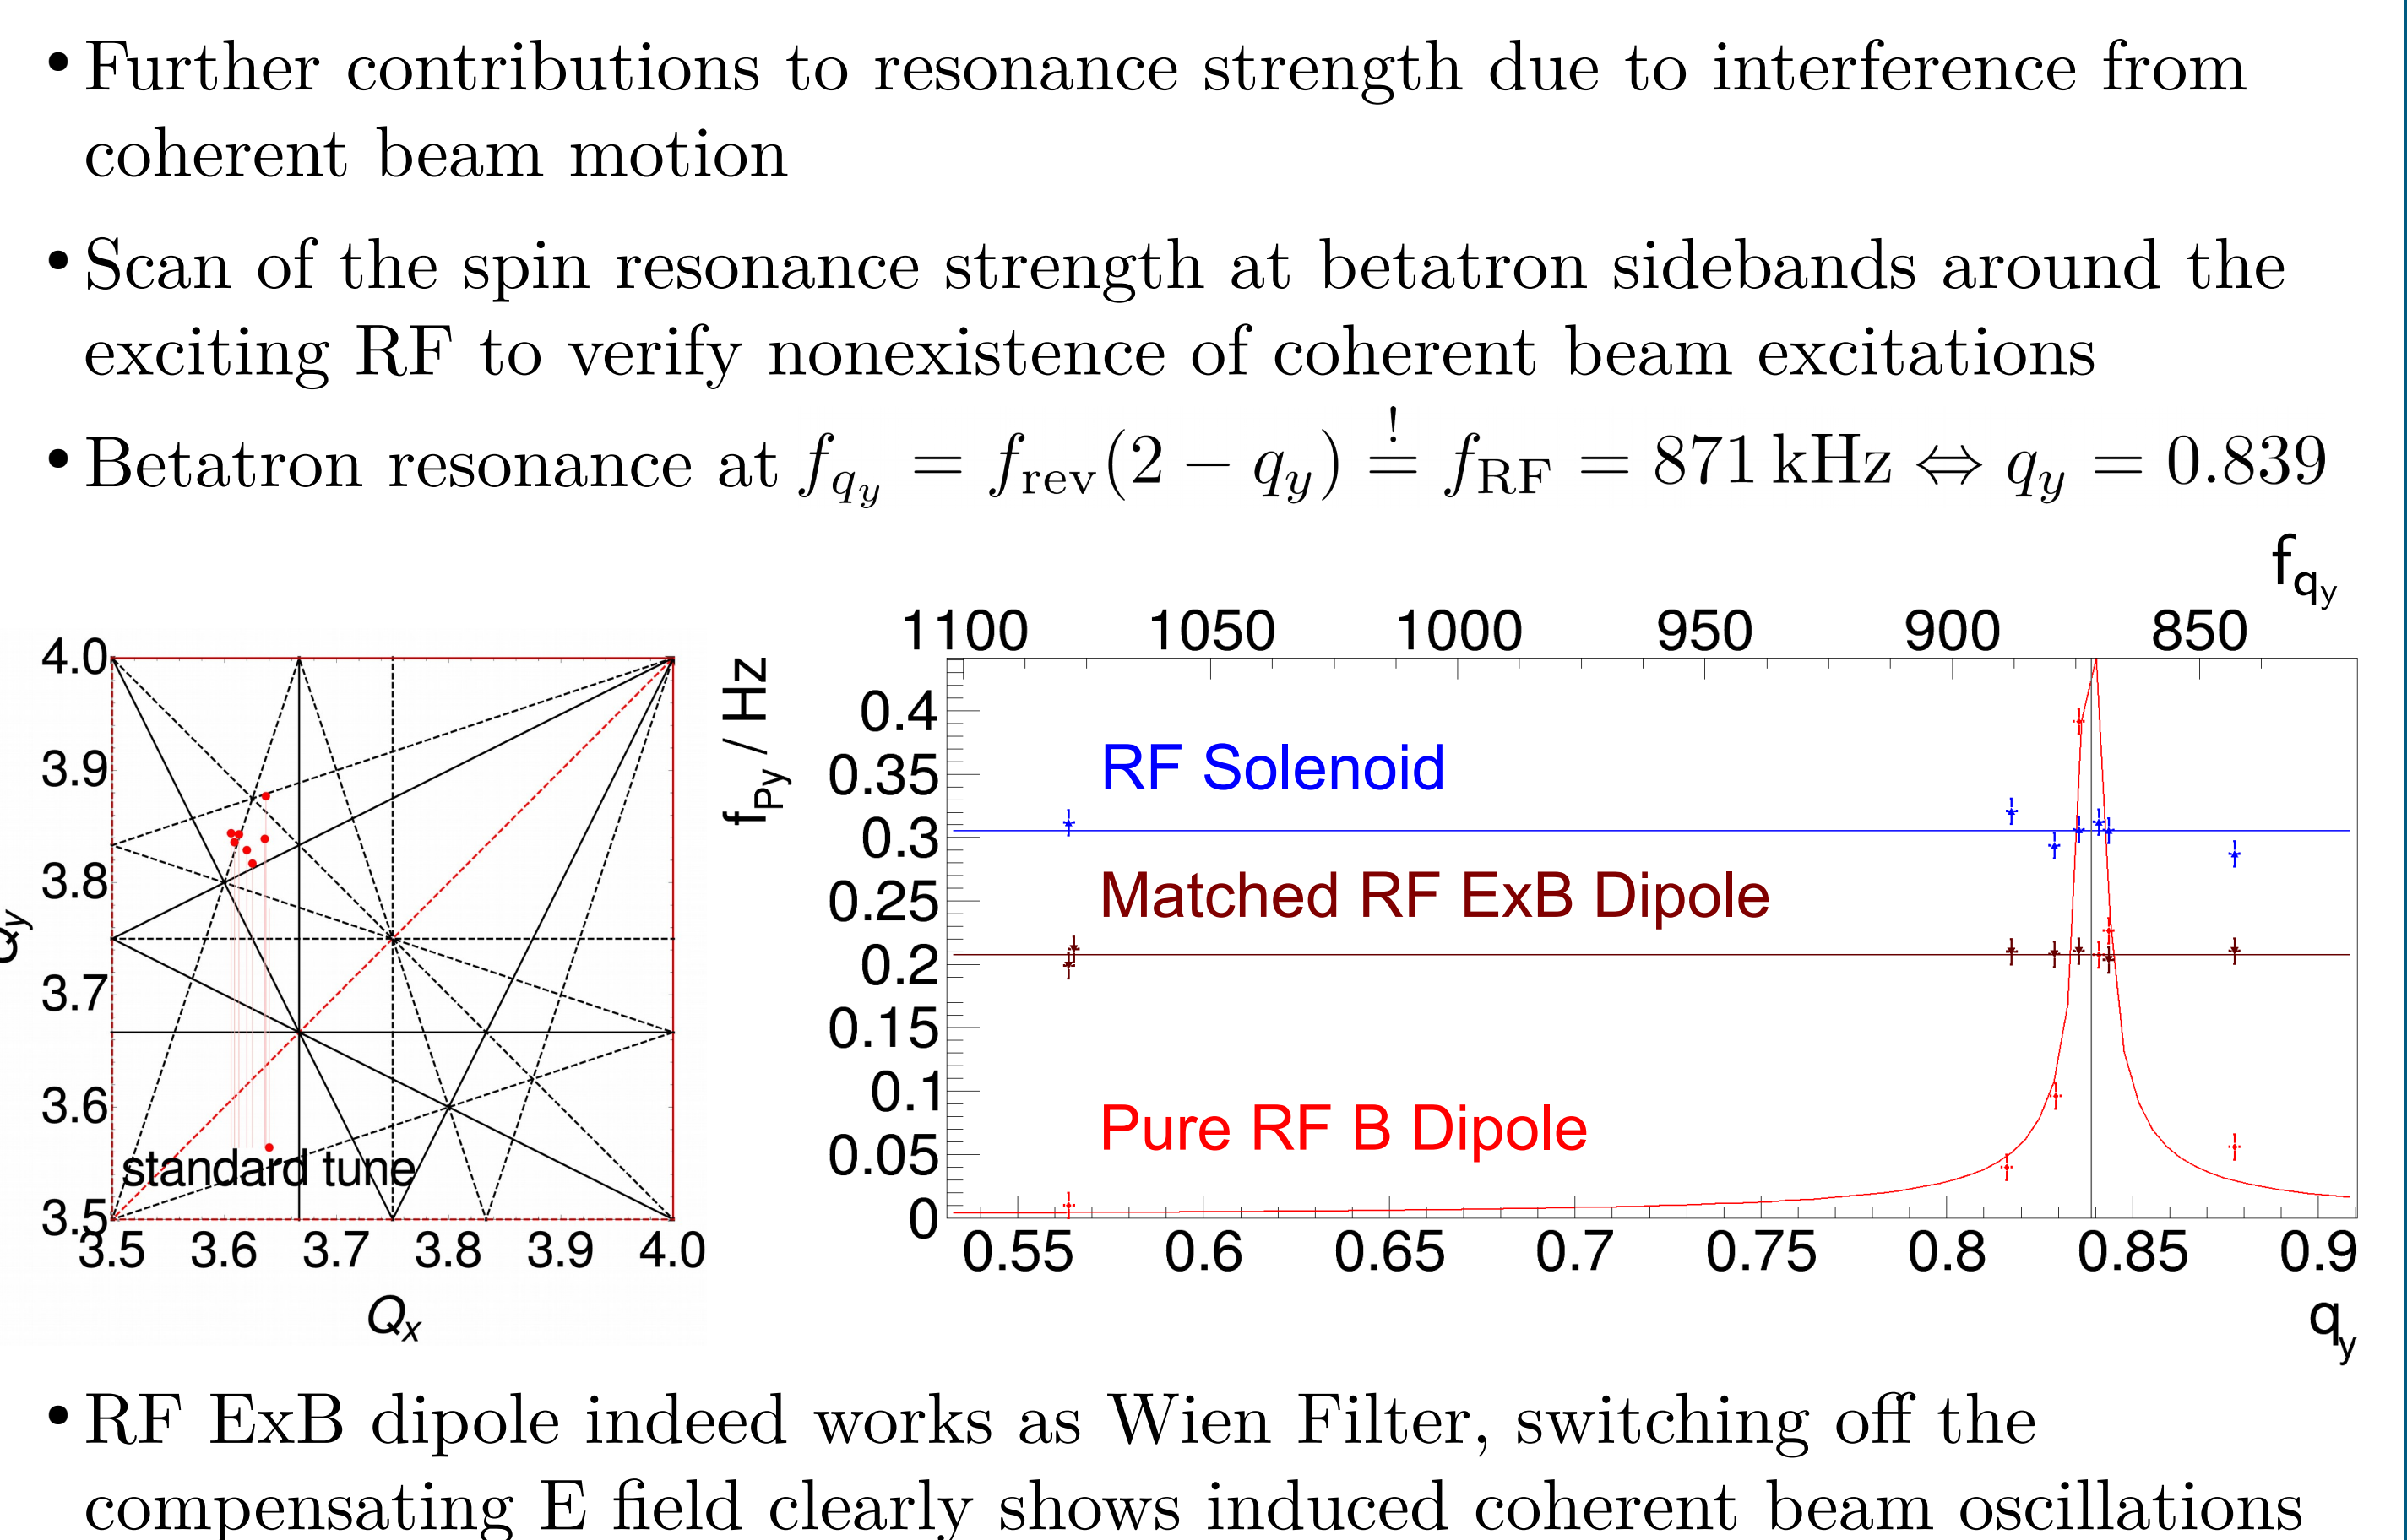 • Further contributions to resonance strength due to interference from
coherent beam motion
• Scan of the spin resonance strength at betatron sidebands around the
exciting RF to verify nonexistence of coherent beam excitations
• Betatron resonance at f_{q_y} = f_{rev}(2 − q_y) \stackrel{!}{=} f_{RF} = 871 kHz ⇔ q_y = 0.839
4.0
3.9
3.8
3.7
3.6
3.5
Q_y
standard tune
3.5 3.6 3.7 3.8 3.9 4.0
Q_x
f_{q_y}
1100 1050 1000 950 900 850
f_{Py} / Hz
0.4
0.35
0.3
0.25
0.2
0.15
0.1
0.05
0
RF Solenoid
Matched RF ExB Dipole
Pure RF B Dipole
0.55 0.6 0.65 0.7 0.75 0.8 0.85 0.9
q_y
• RF ExB dipole indeed works as Wien Filter, switching off the
compensating E field clearly shows induced coherent beam oscillations